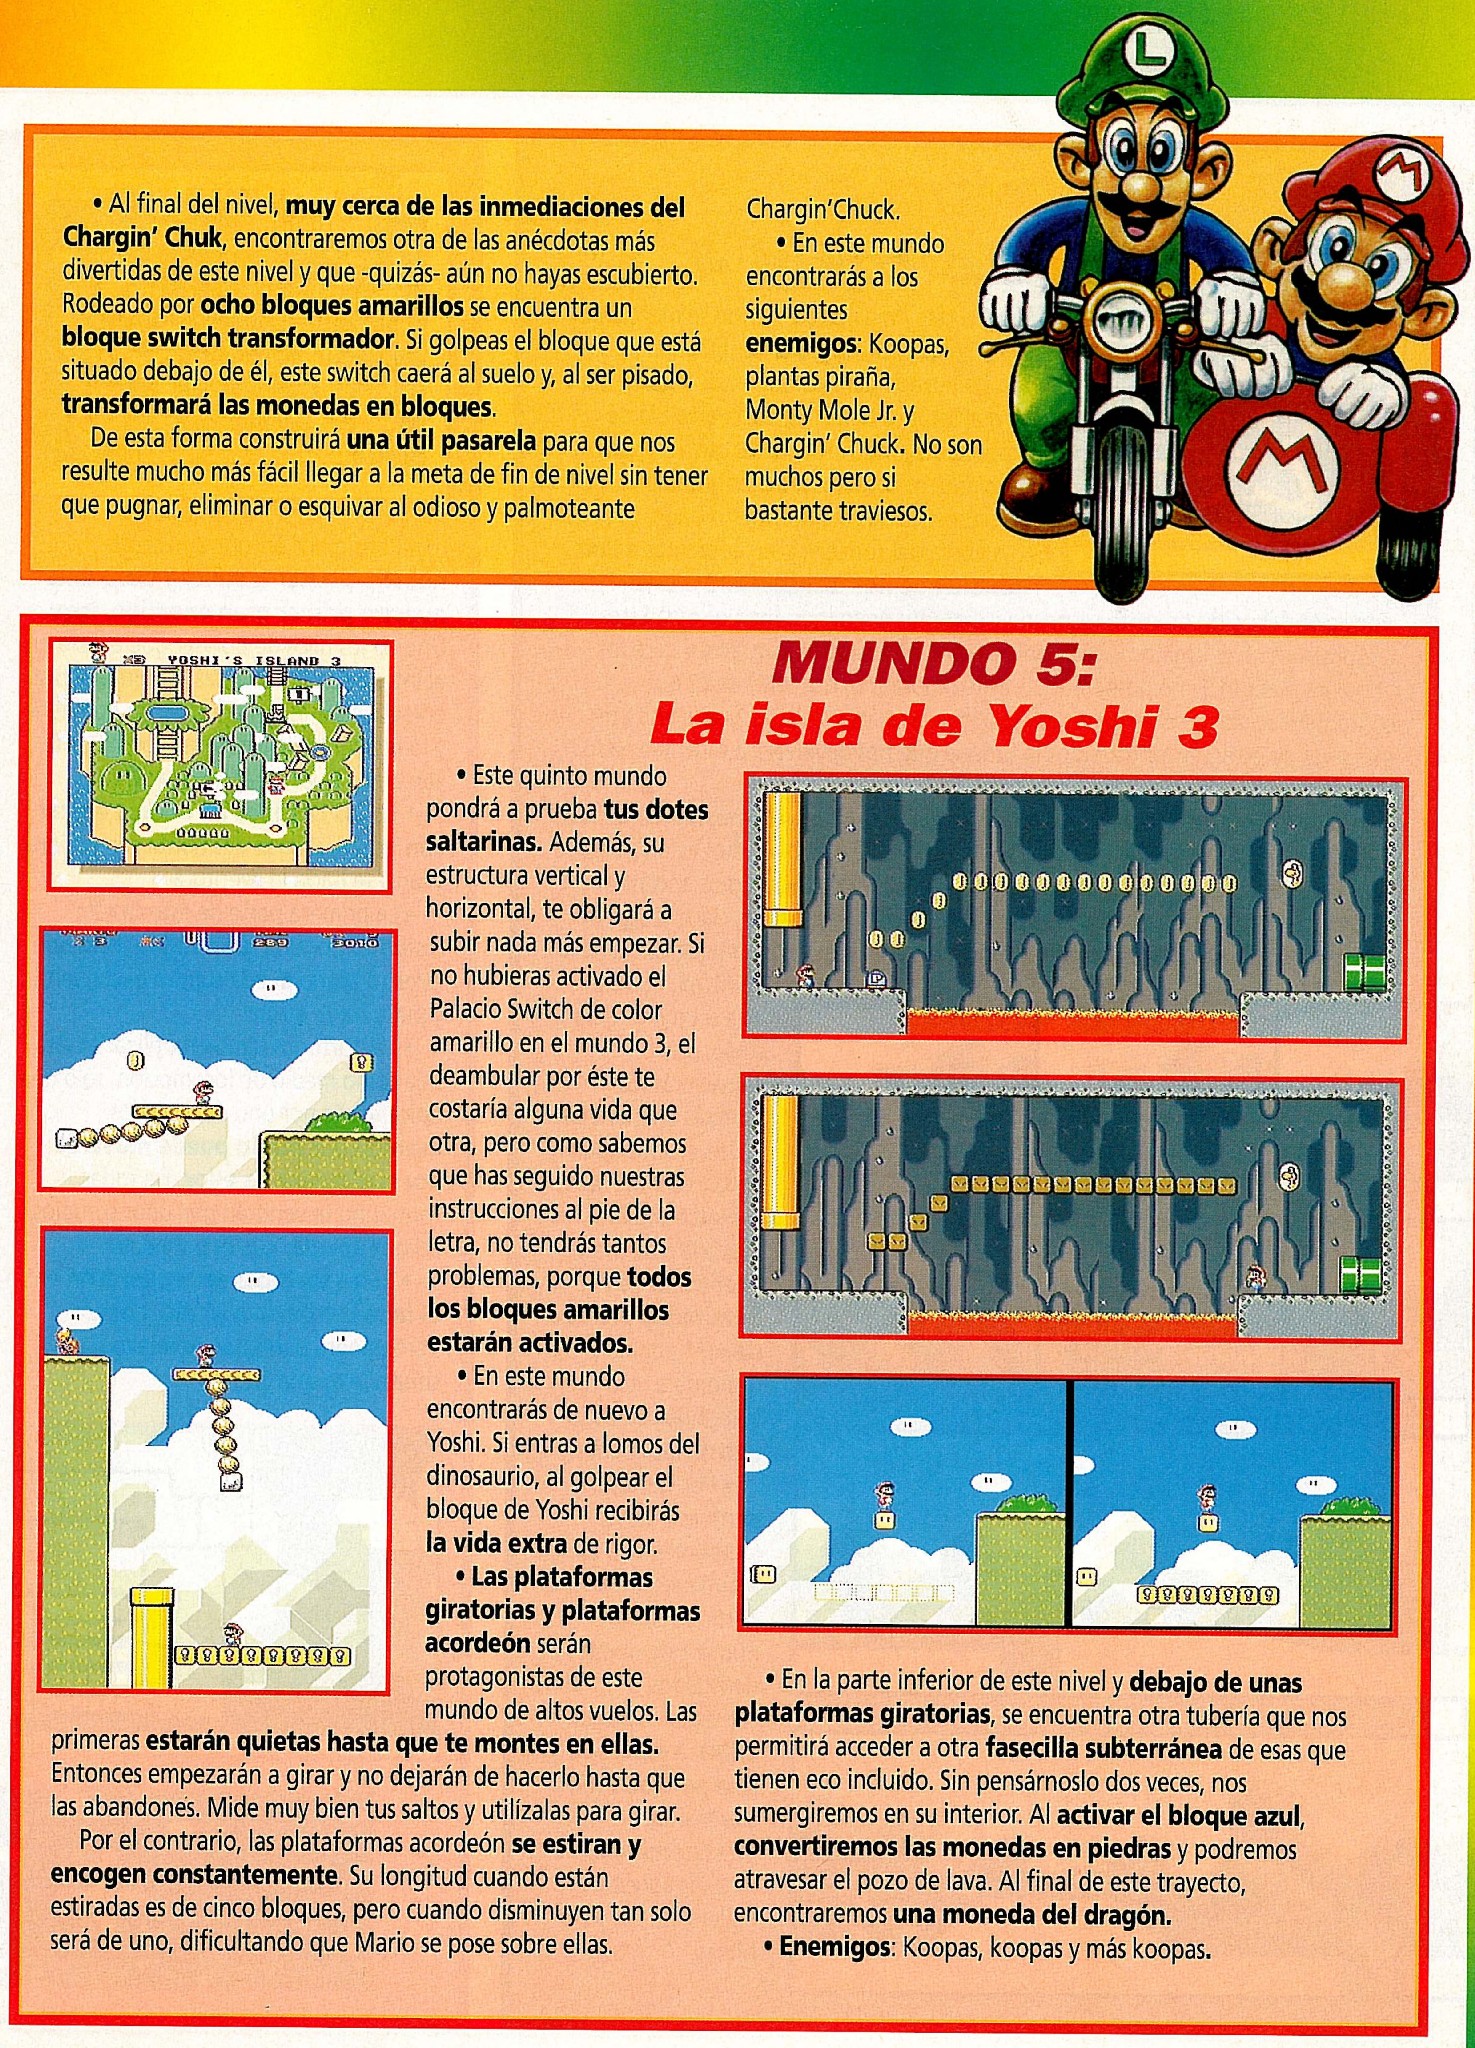 • Al final del nivel, muy cerca de las inmediaciones del
Chargin' Chuk, encontraremos otra de las anécdotas más
divertidas de este nivel y que -quizás- aún no hayas escubierto.
Rodeado por ocho bloques amarillos se encuentra un
bloque switch transformador. Si golpeas el bloque que está
situado debajo de él, este switch caerá al suelo y, al ser pisado,
transformará las monedas en bloques.
De esta forma construirá una útil pasarela para que nos
resulte mucho más fácil llegar a la meta de fin de nivel sin tener
que pugnar, eliminar o esquivar al odioso y palmoteante
Chargin'Chuck.
• En este mundo
encontrarás a los
siguientes
enemigos: Koopas,
plantas piraña,
Monty Mole Jr. y
Chargin' Chuck. No son
muchos pero si
bastante traviesos.
L
M
M
YOSHI'S ISLAND 3
MUNDO 5:
La isla de Yoshi 3
3
289
3010
• Este quinto mundo
pondrá a prueba tus dotes
saltarinas. Además, su
estructura vertical y
horizontal, te obligará a
subir nada más empezar. Si
no hubieras activado el
Palacio Switch de color
amarillo en el mundo 3, el
deambular por éste te
costaría alguna vida que
otra, pero como sabemos
que has seguido nuestras
instrucciones al pie de la
letra, no tendrás tantos
problemas, porque todos
los bloques amarillos
estarán activados.
• En este mundo
encontrarás de nuevo a
Yoshi. Si entras a lomos del
dinosaurio, al golpear el
bloque de Yoshi recibirás
la vida extra de rigor.
• Las plataformas
giratorias y plataformas
acordeón serán
protagonistas de este
mundo de altos vuelos. Las
primeras estarán quietas hasta que te montes en ellas.
Entonces empezarán a girar y no dejarán de hacerlo hasta que
las abandones. Mide muy bien tus saltos y utilízalas para girar.
Por el contrario, las plataformas acordeón se estiran y
encogen constantemente. Su longitud cuando están
estiradas es de cinco bloques, pero cuando disminuyen tan solo
será de uno, dificultando que Mario se pose sobre ellas.
P
• En la parte inferior de este nivel y debajo de unas
plataformas giratorias, se encuentra otra tubería que nos
permitirá acceder a otra fasecilla subterránea de esas que
tienen eco incluido. Sin pensárnoslo dos veces, nos
sumergiremos en su interior. Al activar el bloque azul,
convertiremos las monedas en piedras y podremos
atravesar el pozo de lava. Al final de este trayecto,
encontraremos una moneda del dragón.
• Enemigos: Koopas, koopas y más koopas.